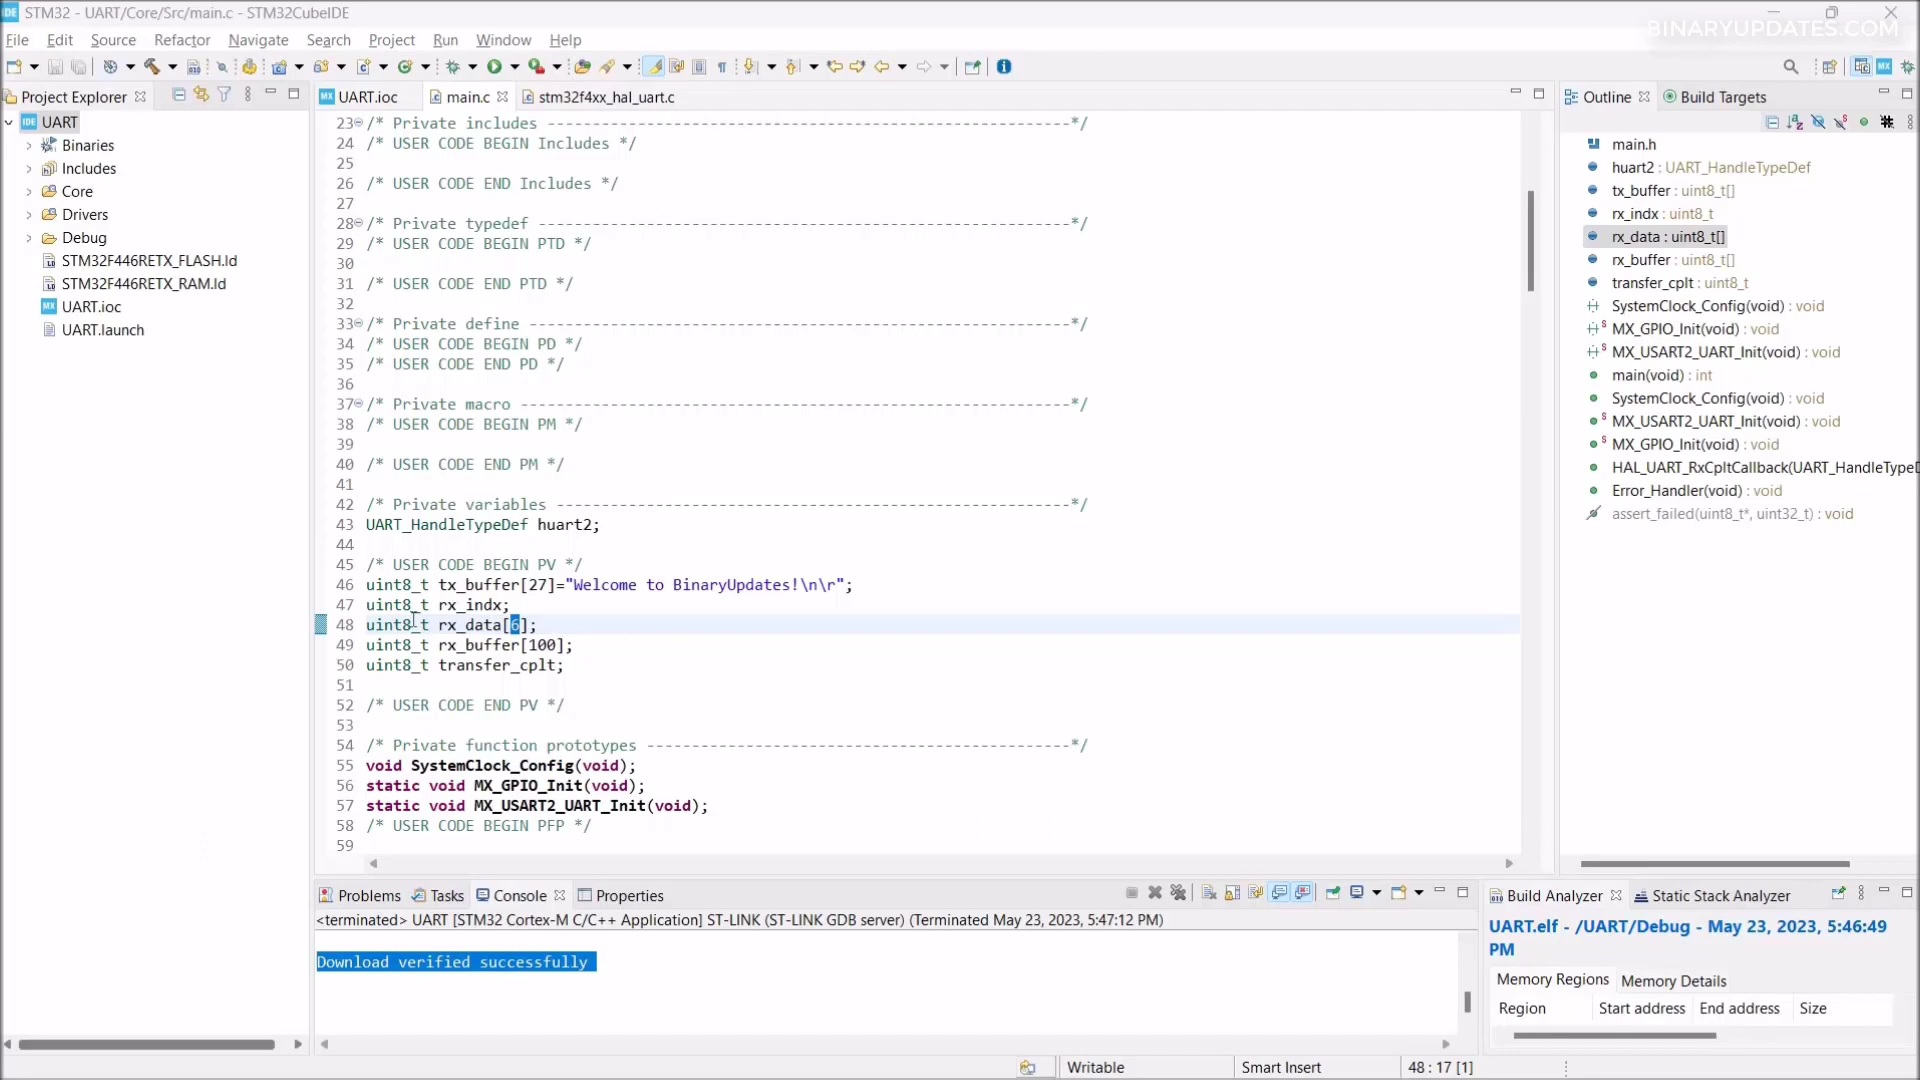 IDE STM32 - UART/Core/Src/main.c - STM32CubeIDE
BINARYUPDATES.COM
File Edit Source Refactor Navigate Search Project Run Window Help
Project Explorer
UART
Binaries
Includes
Core
Drivers
Debug
STM32F446RETX_FLASH.ld
STM32F446RETX_RAM.ld
UART.ioc
UART.launch
UART.ioc main.c stm32f4xx_hal_uart.c
23 /* Private includes ----------------------------------------------------------*/
24 /* USER CODE BEGIN Includes */
25
26 /* USER CODE END Includes */
27
28 /* Private typedef -----------------------------------------------------------*/
29 /* USER CODE BEGIN PTD */
30
31 /* USER CODE END PTD */
32
33 /* Private define ------------------------------------------------------------*/
34 /* USER CODE BEGIN PD */
35 /* USER CODE END PD */
36
37 /* Private macro -------------------------------------------------------------*/
38 /* USER CODE BEGIN PM */
39
40 /* USER CODE END PM */
41
42 /* Private variables ---------------------------------------------------------*/
43 UART_HandleTypeDef huart2;
44
45 /* USER CODE BEGIN PV */
46 uint8_t tx_buffer[27]="Welcome to BinaryUpdates!\n\r";
47 uint8_t rx_indx;
48 uint8_t rx_data[6];
49 uint8_t rx_buffer[100];
50 uint8_t transfer_cplt;
51
52 /* USER CODE END PV */
53
54 /* Private function prototypes -----------------------------------------------*/
55 void SystemClock_Config(void);
56 static void MX_GPIO_Init(void);
57 static void MX_USART2_UART_Init(void);
58 /* USER CODE BEGIN PFP */
59
Outline Build Targets
main.h
huart2 : UART_HandleTypeDef
tx_buffer : uint8_t[]
rx_indx : uint8_t
rx_data : uint8_t[]
rx_buffer : uint8_t[]
transfer_cplt : uint8_t
SystemClock_Config(void) : void
MX_GPIO_Init(void) : void
MX_USART2_UART_Init(void) : void
main(void) : int
SystemClock_Config(void) : void
MX_USART2_UART_Init(void) : void
MX_GPIO_Init(void) : void
HAL_UART_RxCpltCallback(UART_HandleTypeD
Error_Handler(void) : void
assert_failed(uint8_t*, uint32_t) : void
Problems Tasks Console Properties
<terminated> UART [STM32 Cortex-M C/C++ Application] ST-LINK (ST-LINK GDB server) (Terminated May 23, 2023, 5:47:12 PM)
Download verified successfully
Build Analyzer Static Stack Analyzer
UART.elf - /UART/Debug - May 23, 2023, 5:46:49
PM
Memory Regions Memory Details
Region Start address End address Size
Writable Smart Insert 48 : 17 [1]